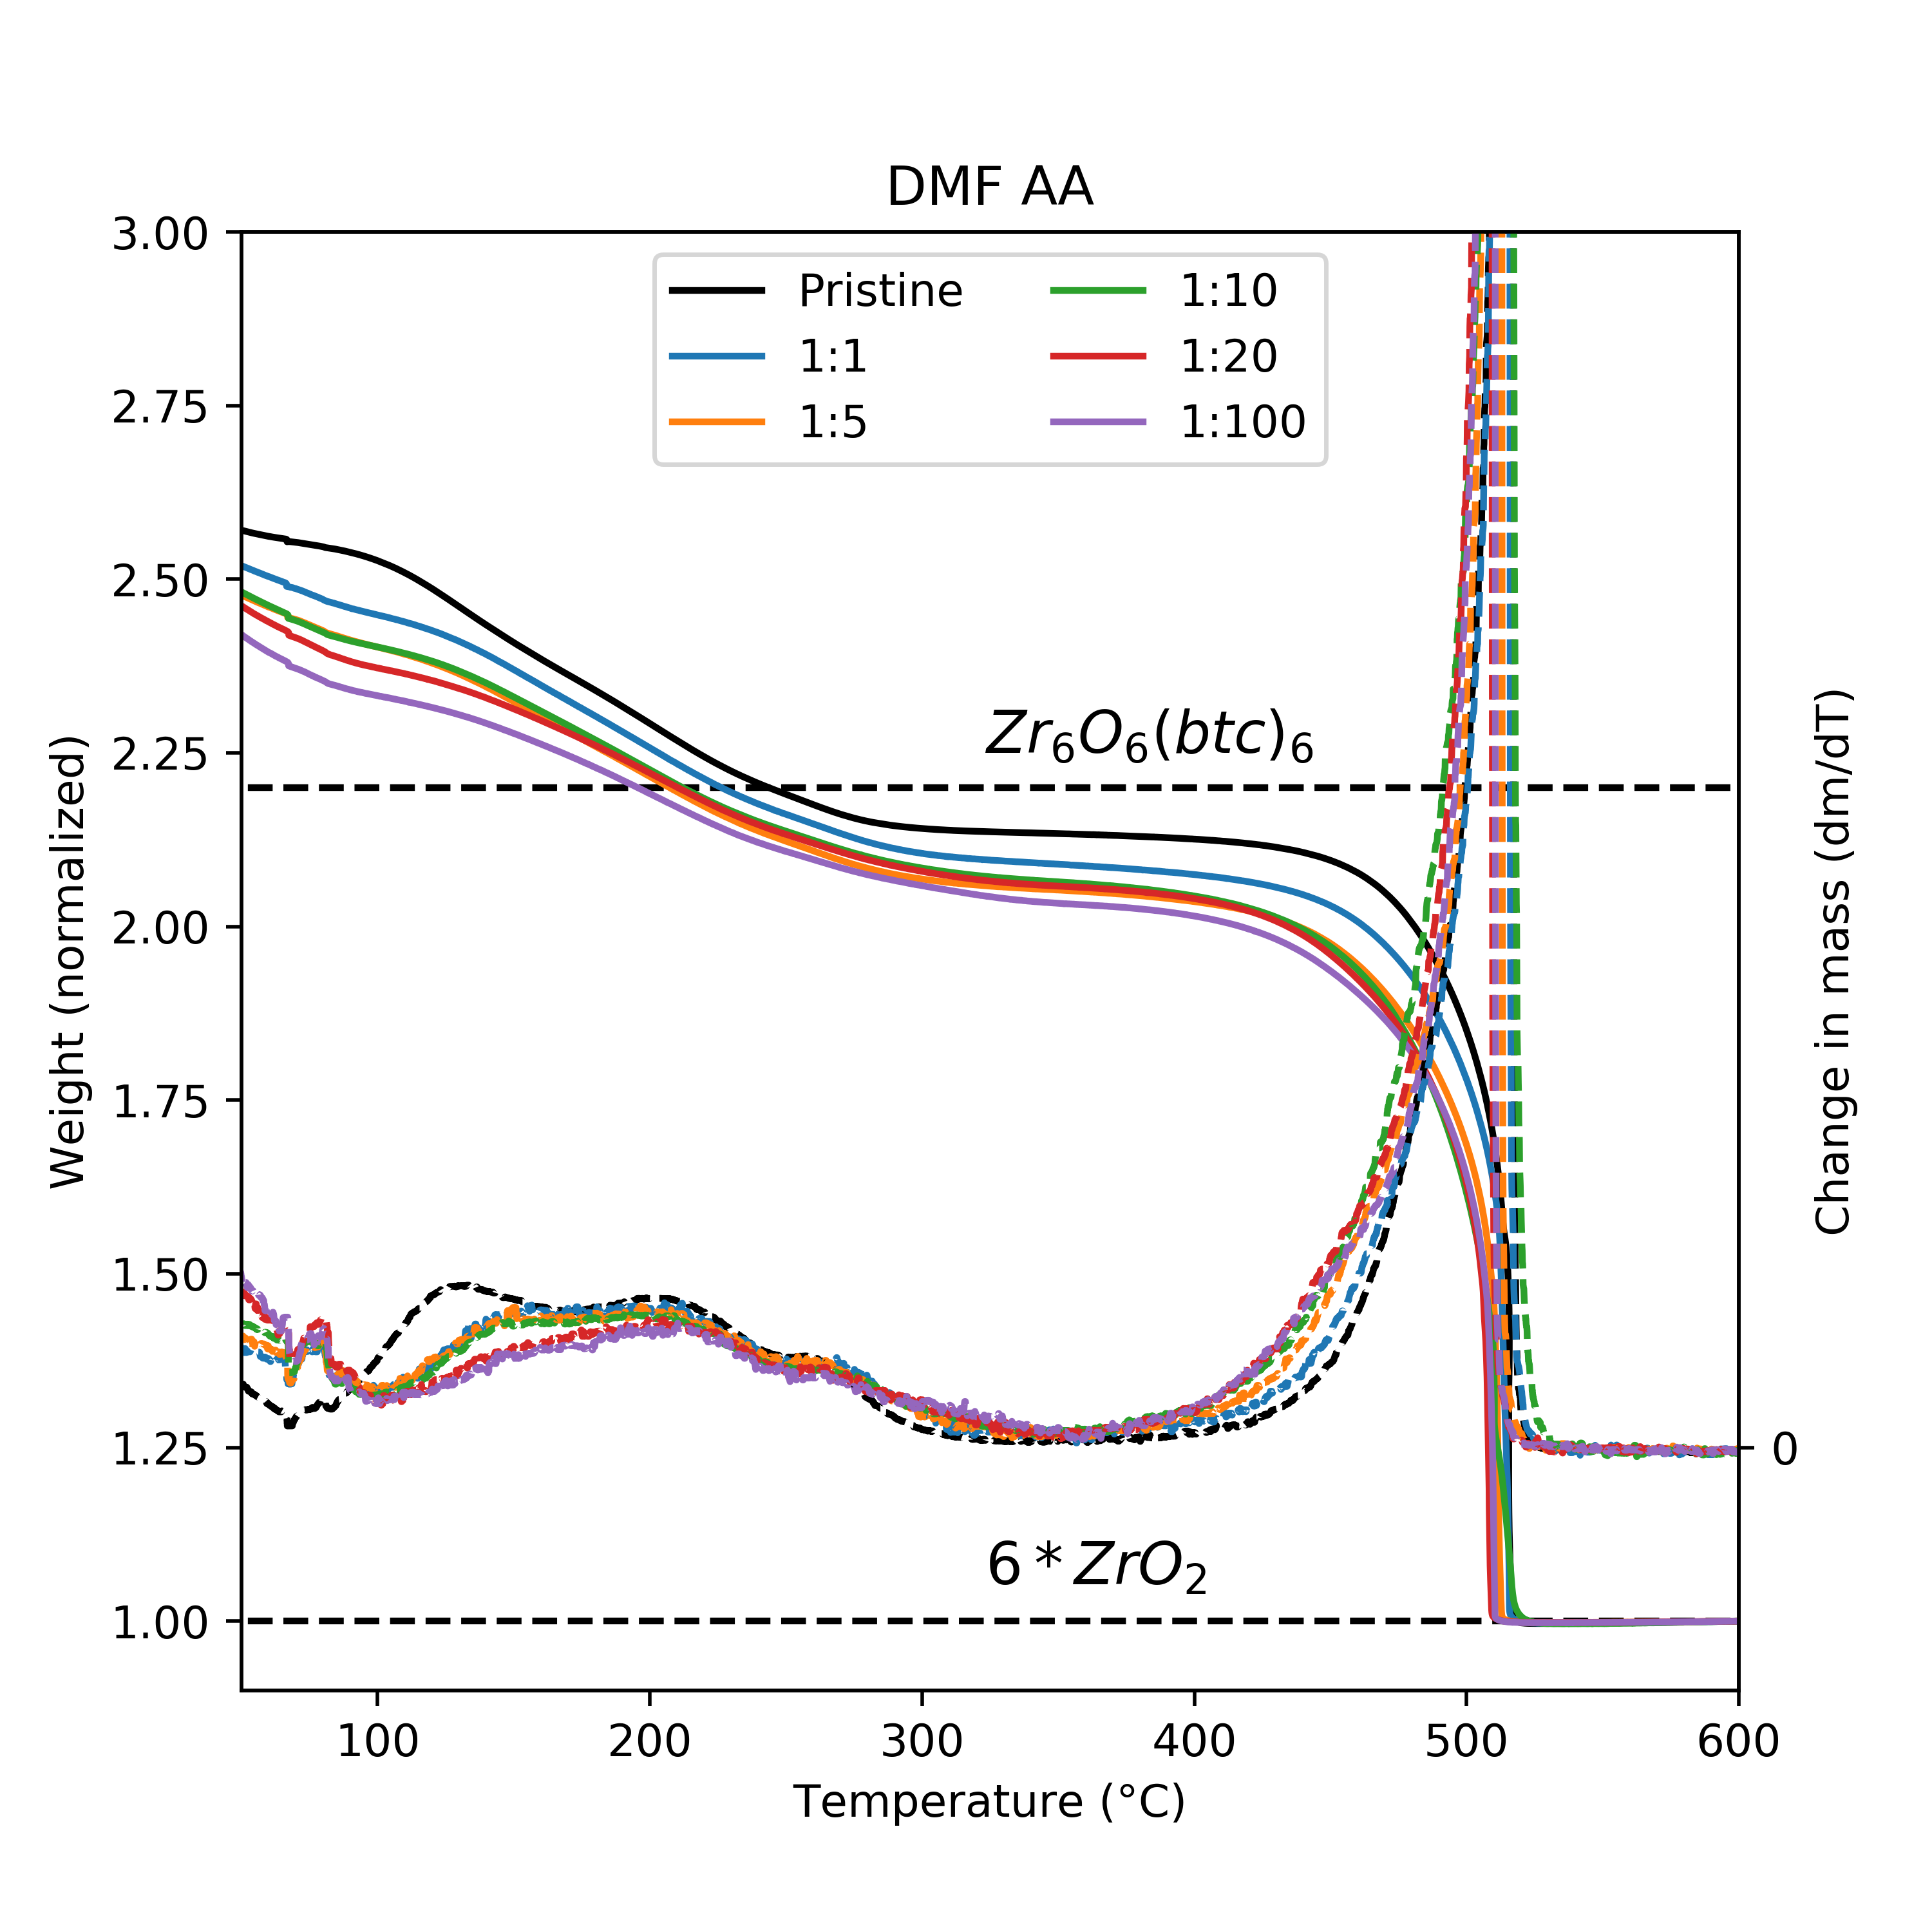 DMF AA
Pristine
1:1
1:5
1:10
1:20
1:100
3.00
2.75
2.50
2.25
2.00
1.75
1.50
1.25
1.00
Weight (normalized)
Zr₆O₆(btc)₆
6 * ZrO₂
Change in mass (dm/dT)
0
100 200 300 400 500 600
Temperature (°C)